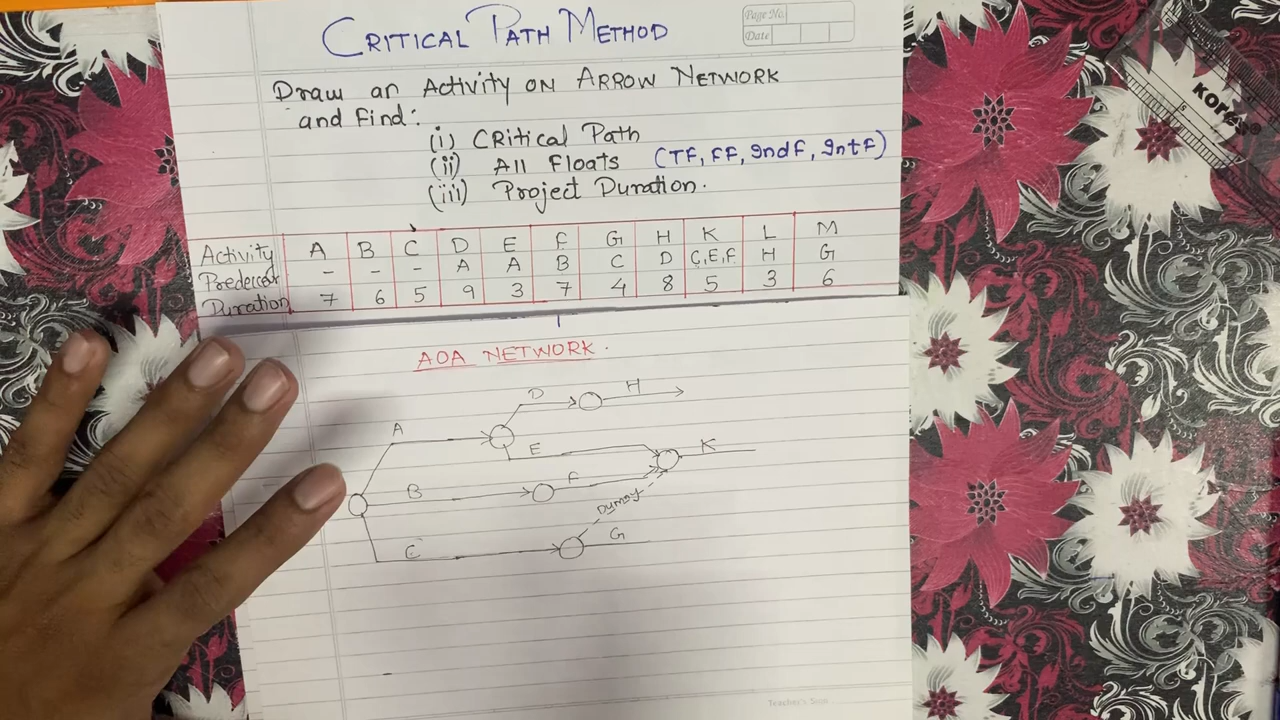 CRITICAL PATH METHOD
Page No.
Date
Draw an Activity ON ARROW NETWORK
and Find:
(i) CRitical Path
(ii) All Floats (TF, FF, IndF, IntF)
(iii) Project Duration.
Activity A B C D E F G H K L M
Predecessor - - - A A B C D C,E,F H G
Duration 7 6 5 9 3 7 4 8 5 3 6
AOA NETWORK.
D H
A
E K
B F
Dummy
C G
Teacher's Sign
kores